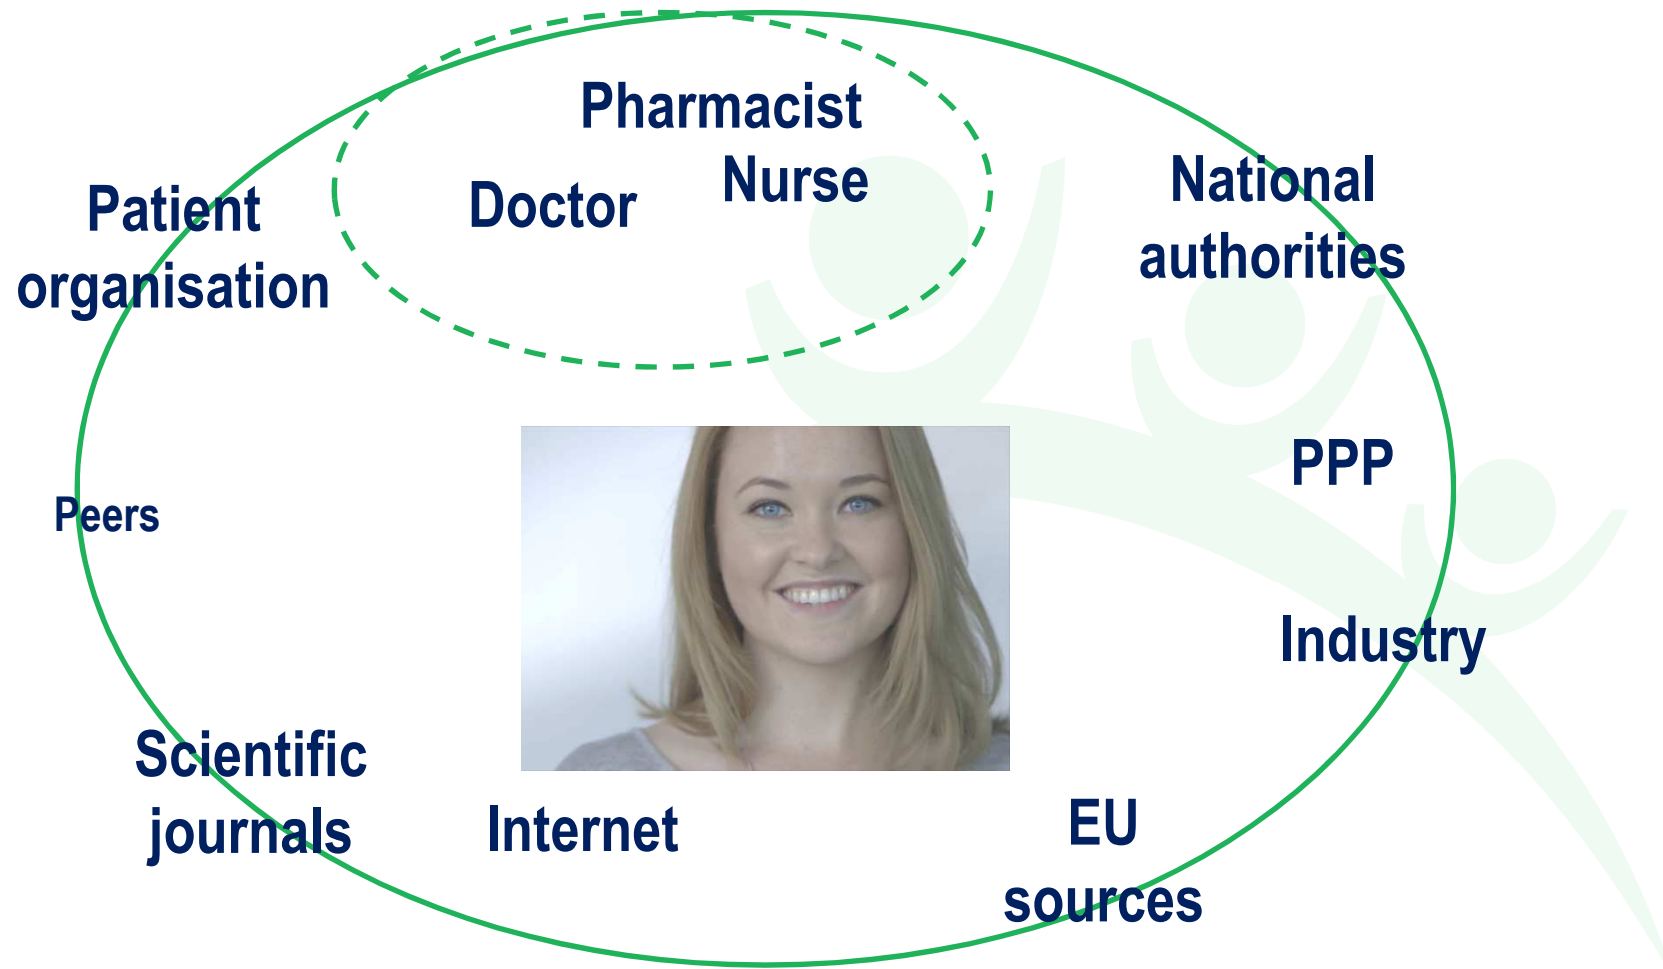 Pharmacist
Nurse
Doctor
National
authorities
Patient
organisation
PPP
Peers
Industry
Scientific
journals
Internet
EU
sources